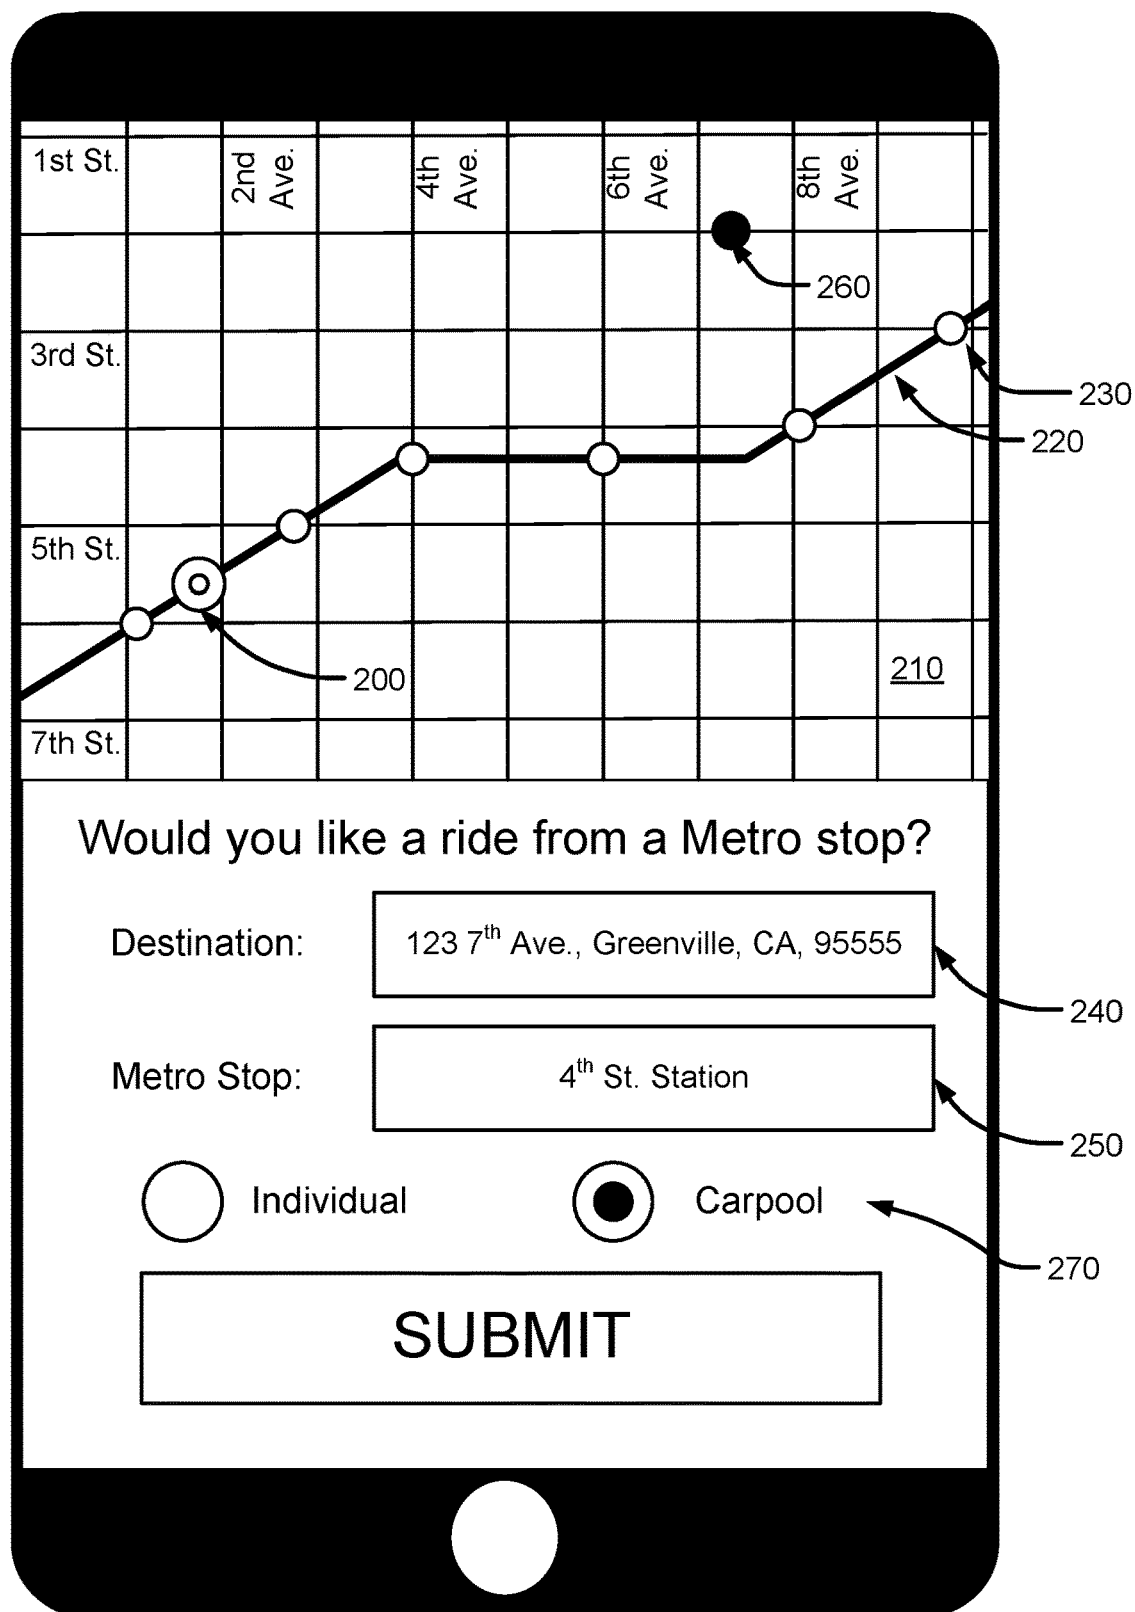 1st St.
2nd
Ave.
4th
Ave.
6th
Ave.
8th
Ave.
260
3rd St.
230
220
5th St.
200
210
7th St.
Would you like a ride from a Metro stop?
Destination:
123 7th Ave., Greenville, CA, 95555
240
Metro Stop:
4th St. Station
250
Individual
Carpool
270
SUBMIT